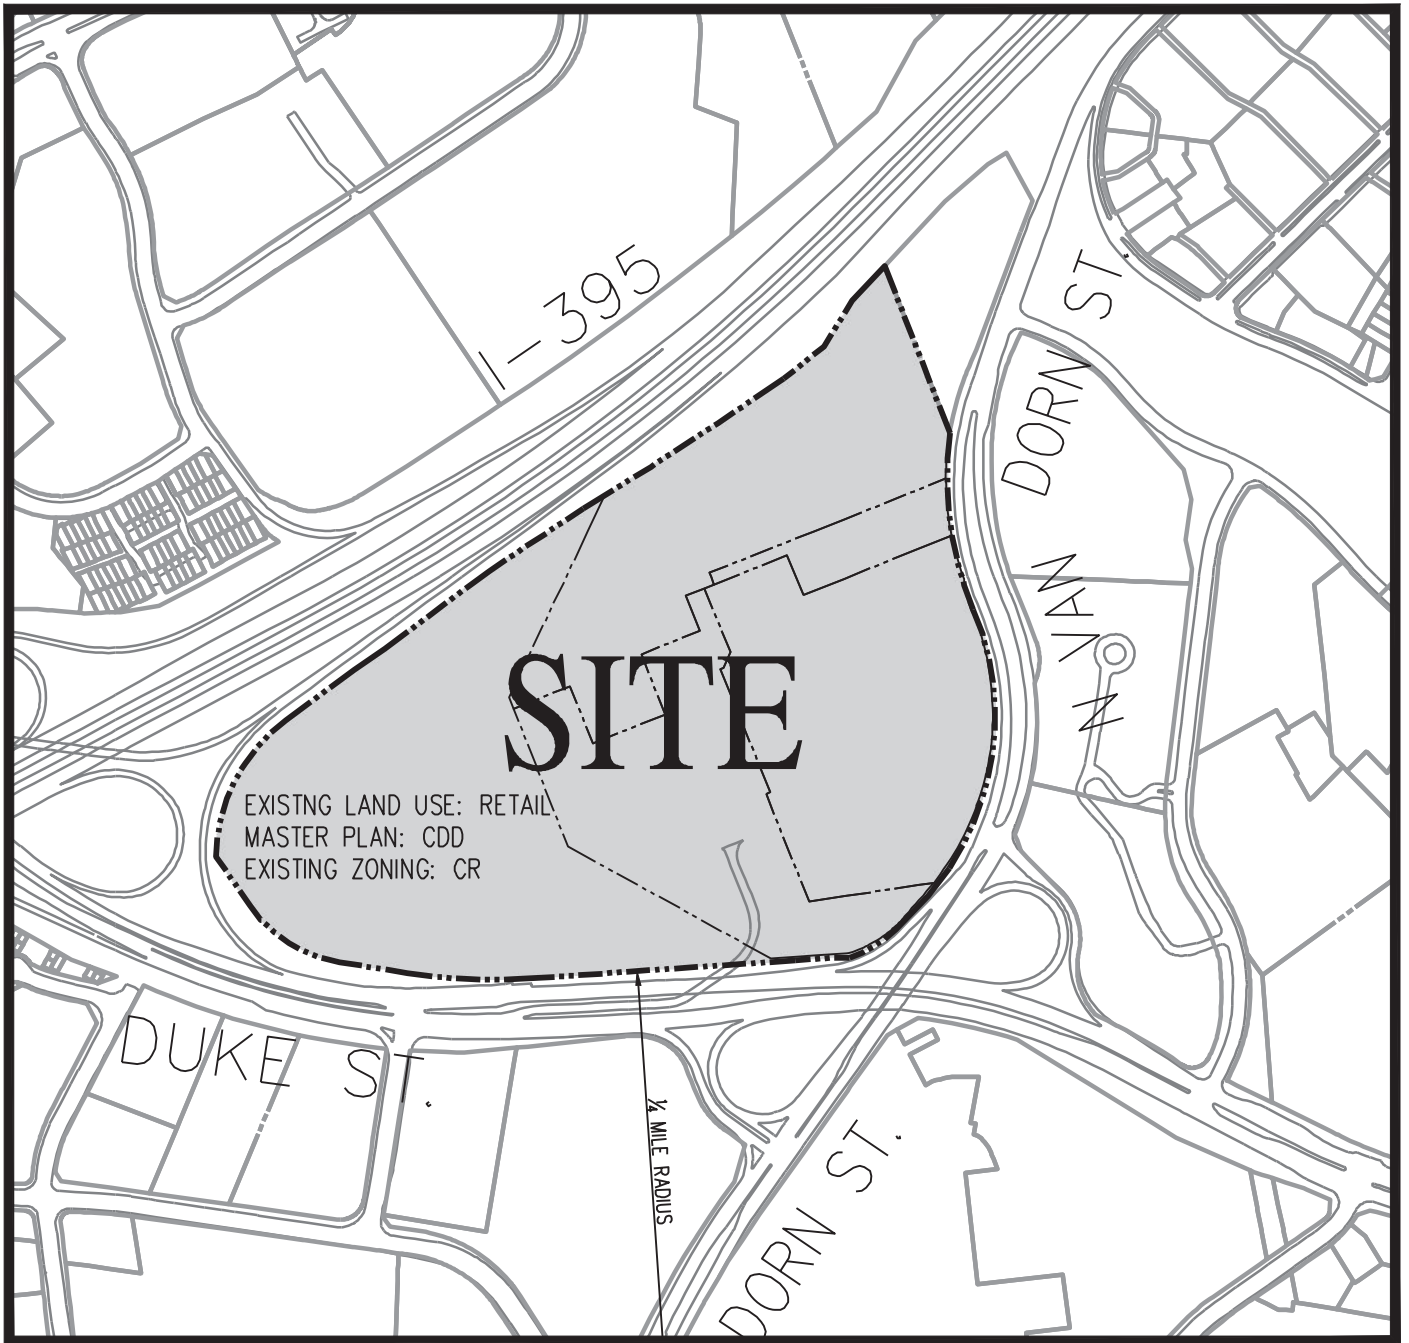 I-395
N VAN DORN ST.
SITE
EXISTNG LAND USE: RETAIL
MASTER PLAN: CDD
EXISTING ZONING: CR
DUKE ST.
¼ MILE RADIUS
DORN ST.